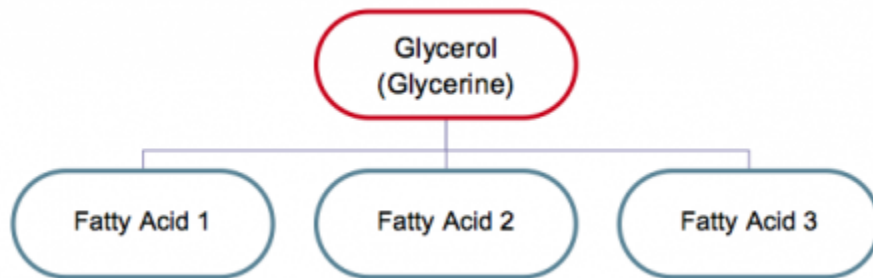 Glycerol
(Glycerine)
Fatty Acid 1
Fatty Acid 2
Fatty Acid 3